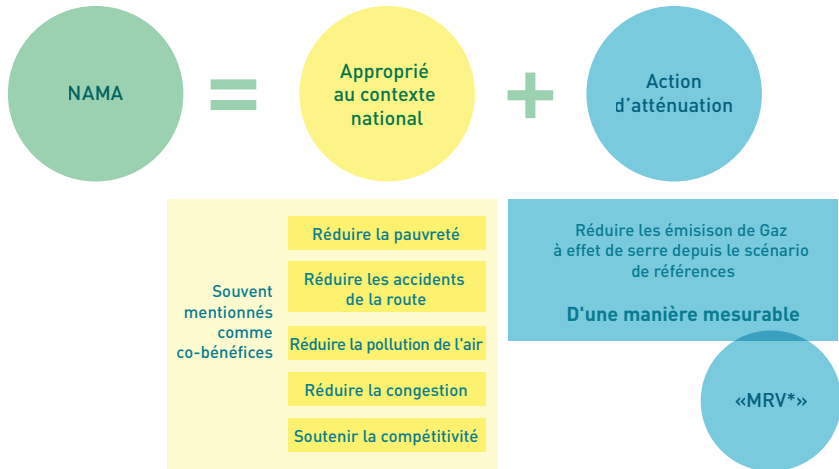 NAMA
=
Approprié
au contexte
national
+
Action
d'atténuation
Souvent
mentionnés
comme
co-bénéfices
Réduire la pauvreté
Réduire les accidents
de la route
Réduire la pollution de l'air
Réduire la congestion
Soutenir la compétitivité
Réduire les émisison de Gaz
à effet de serre depuis le scénario
de références
D'une manière mesurable
«MRV*»